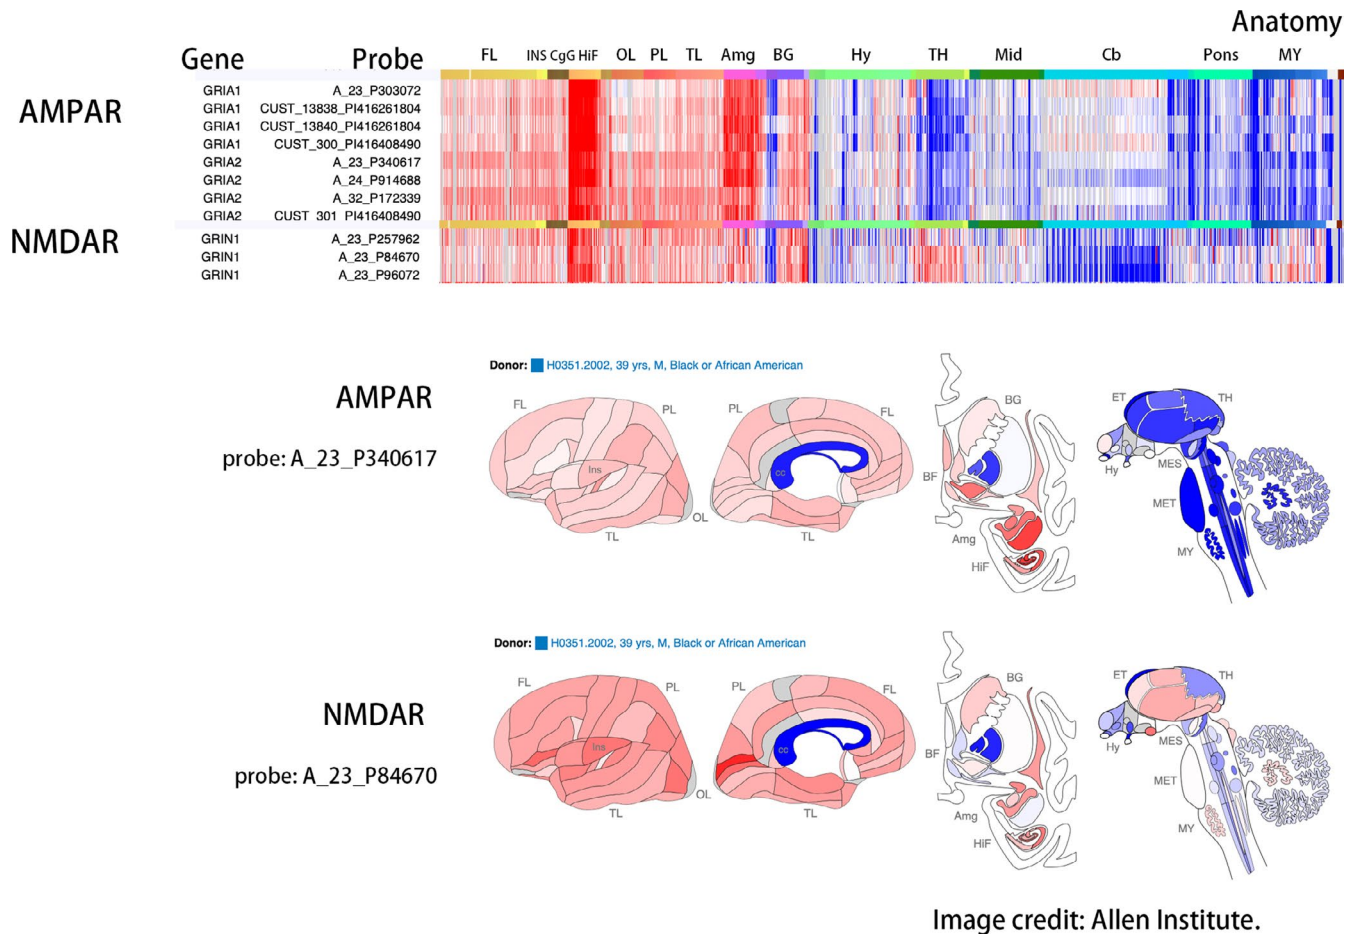 Anatomy
Gene Probe FL INS CgG HiF OL PL TL Amg BG Hy TH Mid Cb Pons MY
AMPAR
GRIA1 A_23_P303072
GRIA1 CUST_13838_PI416261804
GRIA1 CUST_13840_PI416261804
GRIA1 CUST_300_PI416408490
GRIA2 A_23_P340617
GRIA2 A_24_P914688
GRIA2 A_32_P172339
GRIA2 CUST_301_PI416408490
NMDAR
GRIN1 A_23_P257962
GRIN1 A_23_P84670
GRIN1 A_23_P96072
Donor: H0351.2002, 39 yrs, M, Black or African American
AMPAR
probe: A_23_P340617
FL PL PL FL BG ET TH
Ins cc BF Hy MES
MET
OL Amg
TL TL HiF MY
Donor: H0351.2002, 39 yrs, M, Black or African American
NMDAR
probe: A_23_P84670
FL PL PL FL BG ET TH
Ins cc BF Hy MES
MET
OL Amg
TL TL HiF MY
Image credit: Allen Institute.